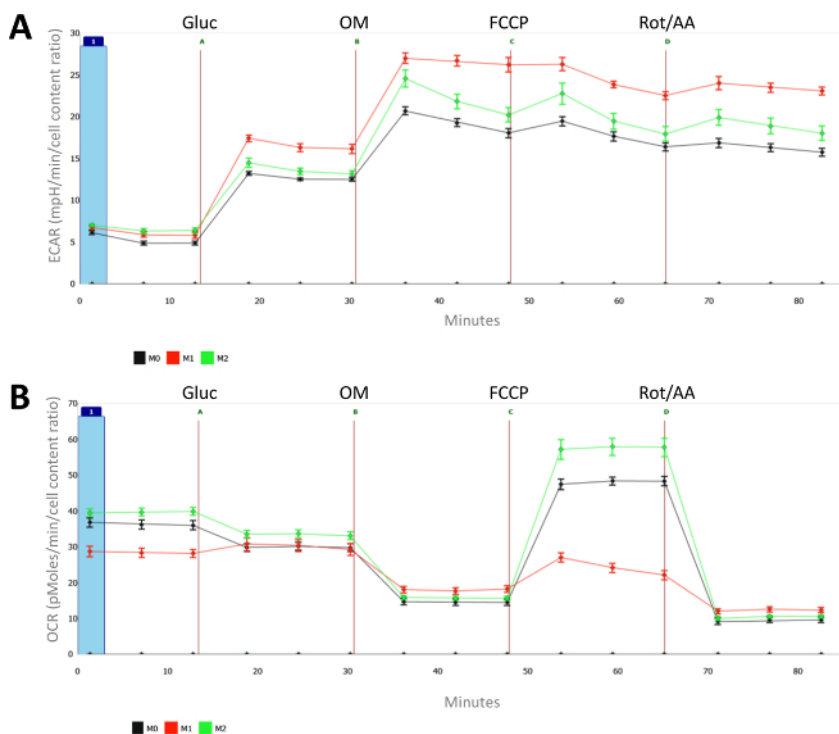 A
Gluc OM FCCP Rot/AA
1 A B C D
ECAR (mpH/min/cell content ratio)
30
25
20
15
10
5
0
0 10 20 30 40 50 60 70 80
Minutes
M0 M1 M2
B
Gluc OM FCCP Rot/AA
1 A B C D
OCR (pMoles/min/cell content ratio)
70
60
50
40
30
20
10
0
0 10 20 30 40 50 60 70 80
Minutes
M0 M1 M2